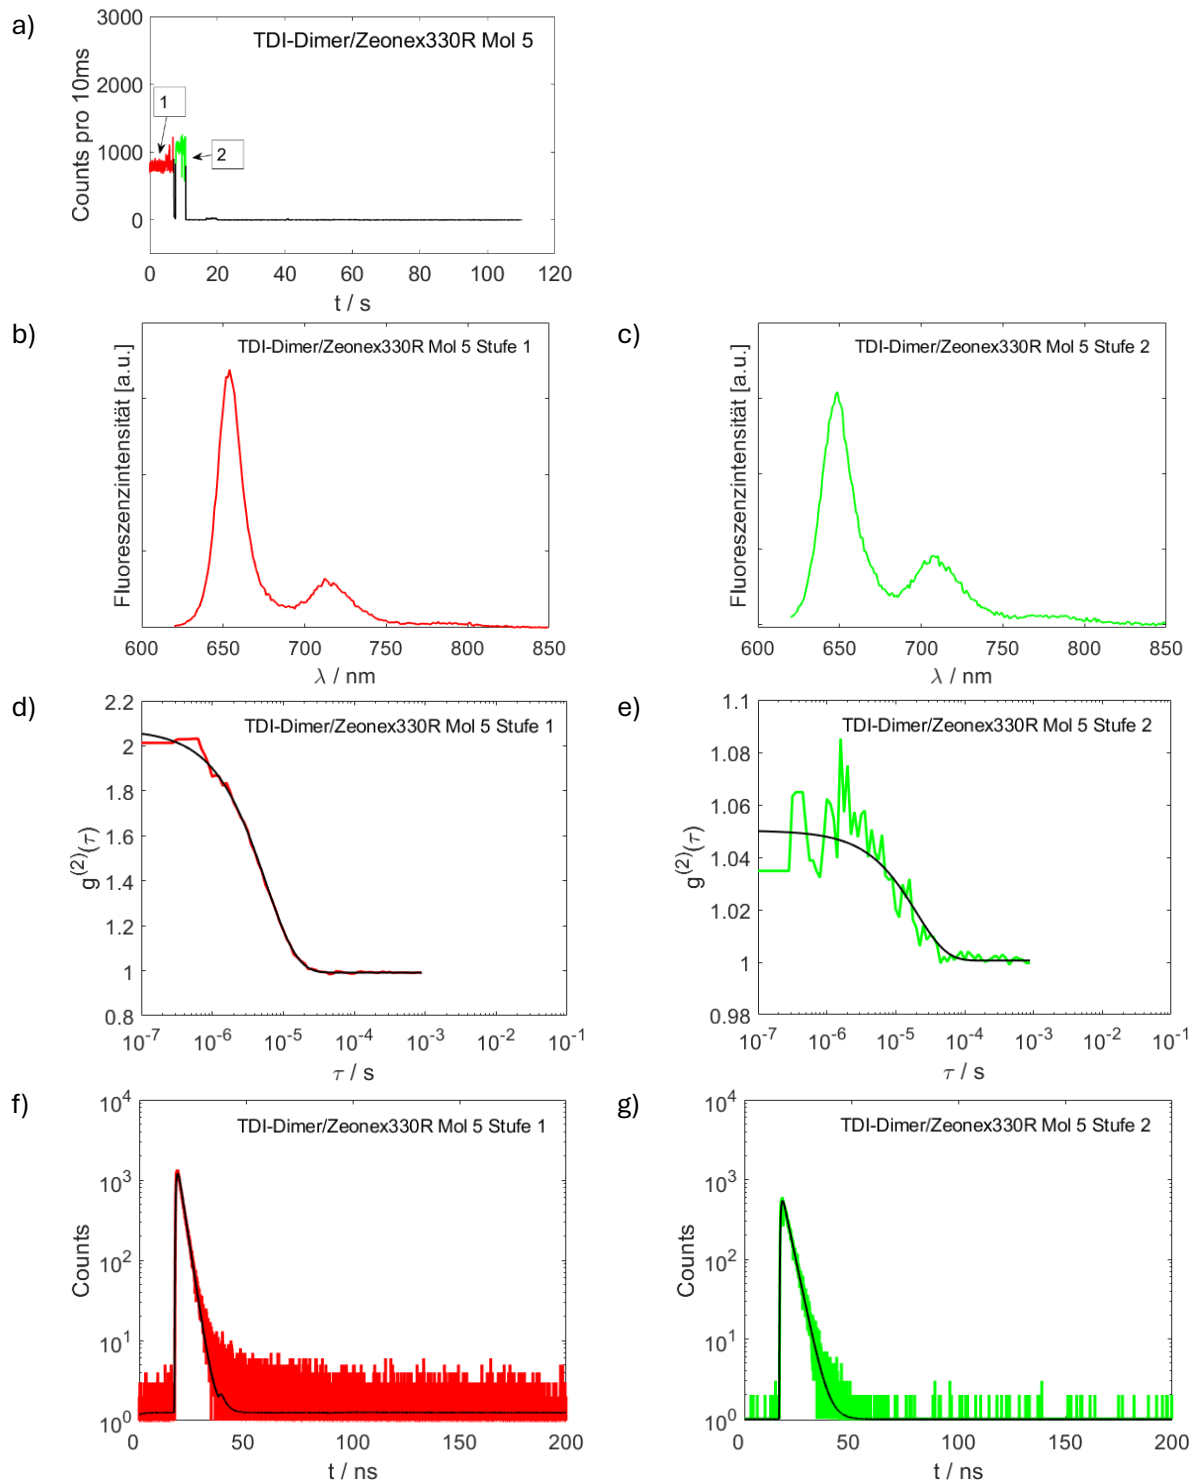 a)
3000
2000
1000
0
Counts pro 10ms
TDI-Dimer/Zeonex330R Mol 5
1
2
0 20 40 60 80 100 120
t / s
b)
Fluoreszenzintensität [a.u.]
TDI-Dimer/Zeonex330R Mol 5 Stufe 1
600 650 700 750 800 850
λ / nm
c)
Fluoreszenzintensität [a.u.]
TDI-Dimer/Zeonex330R Mol 5 Stufe 2
600 650 700 750 800 850
λ / nm
d)
2.2
2
1.8
1.6
1.4
1.2
1
0.8
g(2)(τ)
TDI-Dimer/Zeonex330R Mol 5 Stufe 1
10-7 10-6 10-5 10-4 10-3 10-2 10-1
τ / s
e)
1.1
1.08
1.06
1.04
1.02
1
0.98
g(2)(τ)
TDI-Dimer/Zeonex330R Mol 5 Stufe 2
10-7 10-6 10-5 10-4 10-3 10-2 10-1
τ / s
f)
104
103
102
101
100
Counts
TDI-Dimer/Zeonex330R Mol 5 Stufe 1
0 50 100 150 200
t / ns
g)
104
103
102
101
100
Counts
TDI-Dimer/Zeonex330R Mol 5 Stufe 2
0 50 100 150 200
t / ns